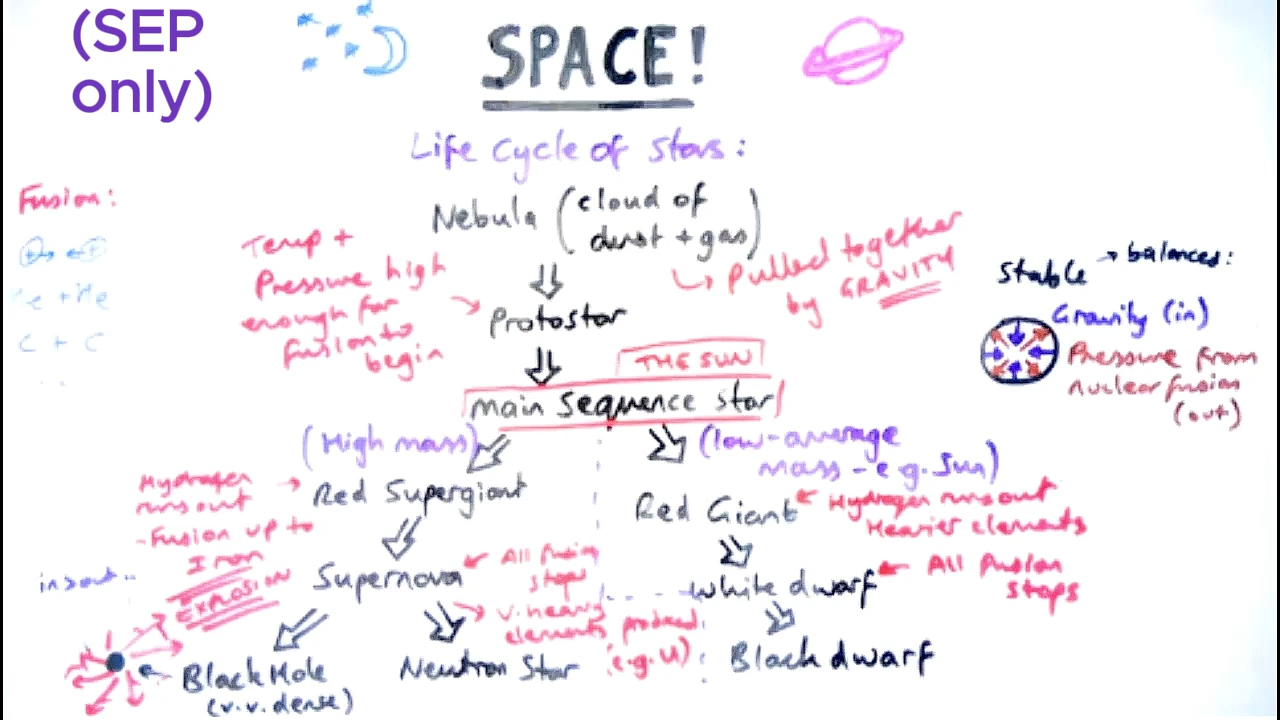 (SEP
only)
SPACE!
Life Cycle of Stars:
Nebula (cloud of
dust + gas)
↳ Pulled together
by GRAVITY
Fusion:
He + He
C + C
...
Temp +
Pressure high
enough for
fusion to
begin
Protostar
Stable → balances:
Gravity (in)
Pressure from
nuclear fusion
(out)
THE SUN
main sequence star
(High mass)
(low-average
mass - e.g. Sun)
Hydrogen
runs out
- Fusion up to
Iron
Red Supergiant
Red Giant
Hydrogen runs out
Heavier elements
Supernova
All fusion
stops
v. heavy
elements produced
(e.g. U)
White dwarf
All fusion
stops
EXPLOSION
Black Hole
(v.v. dense)
Neutron Star
Black dwarf